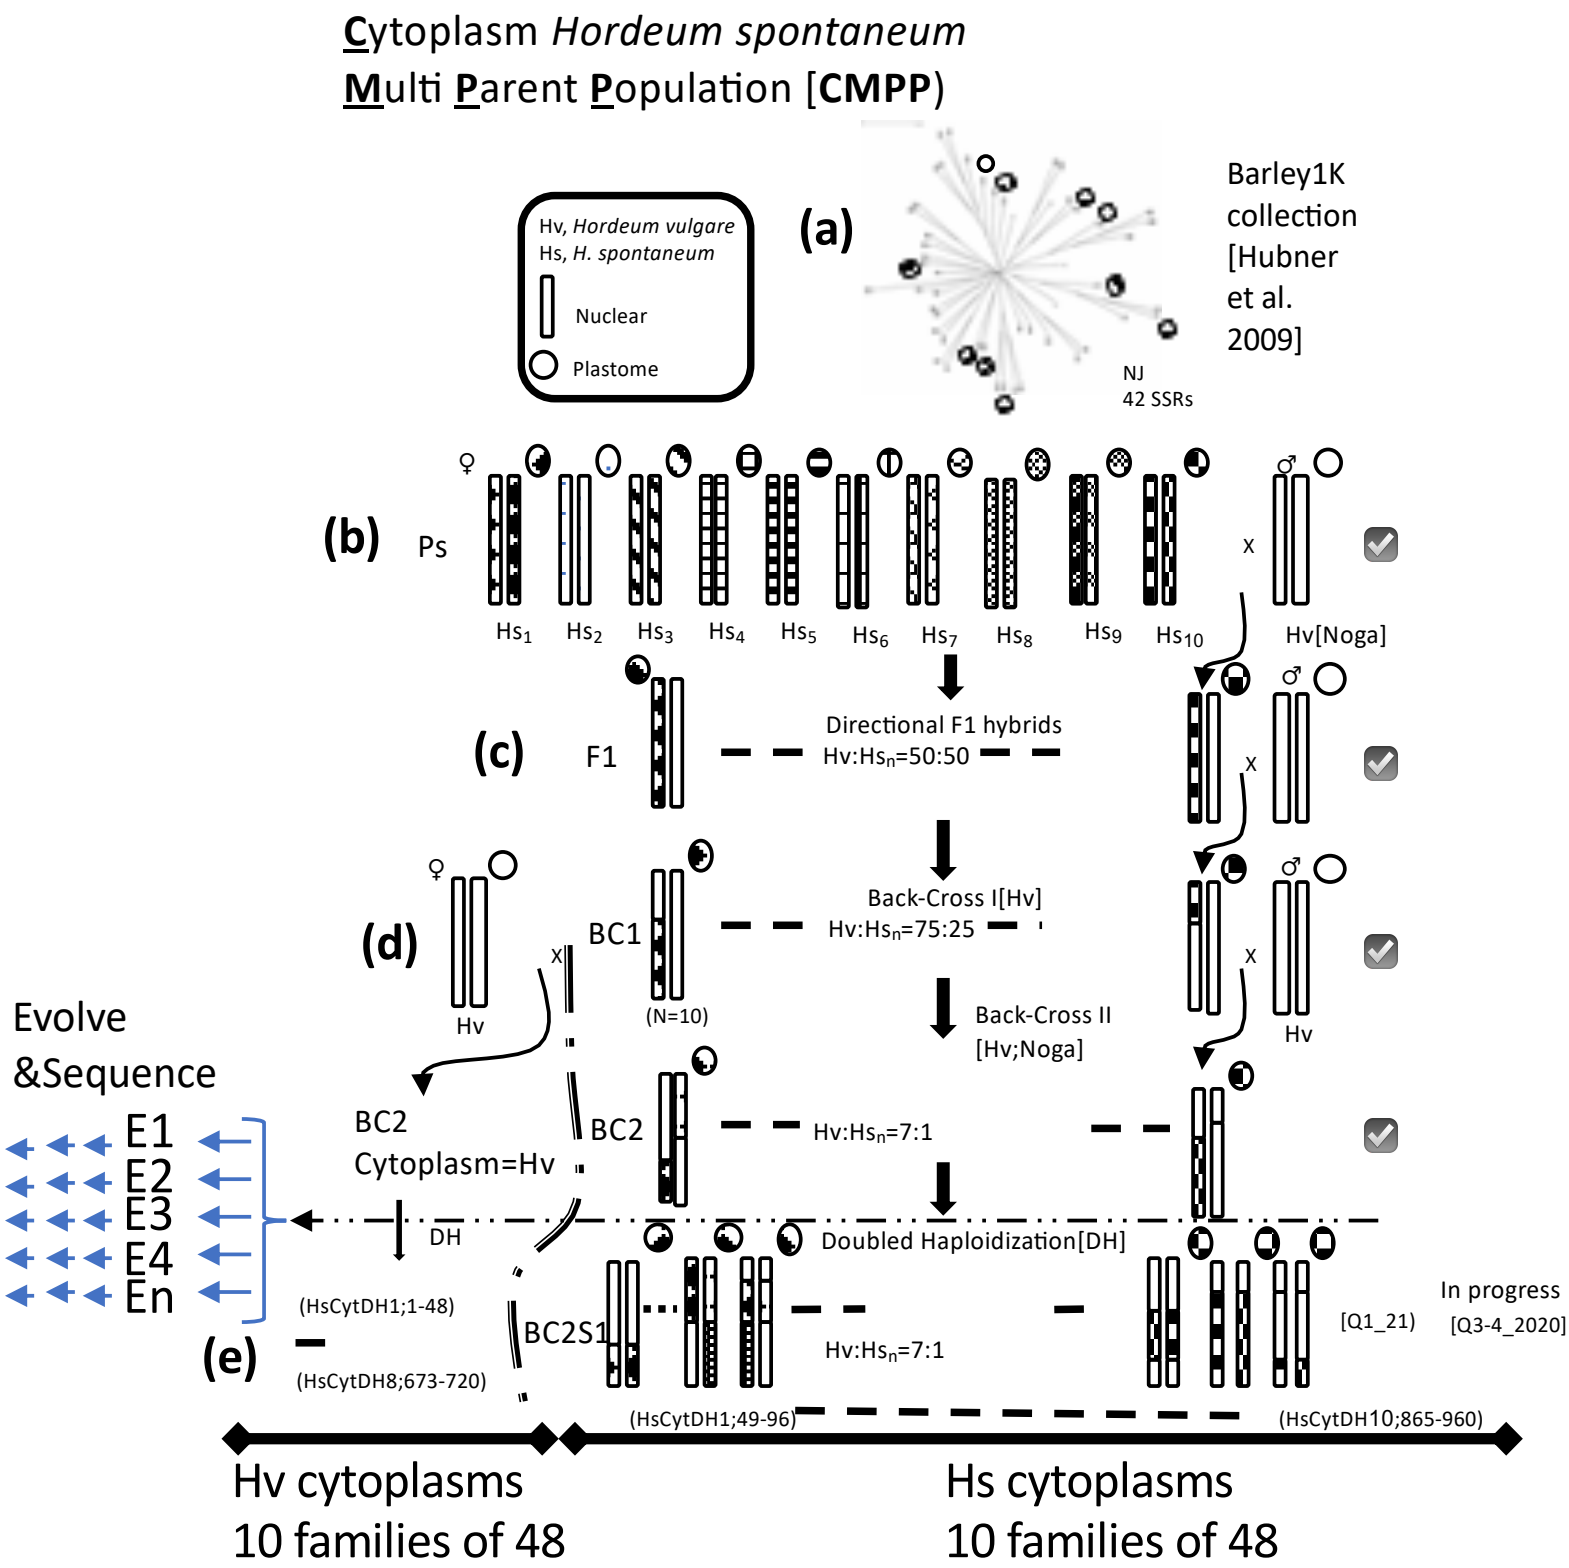 Cytoplasm Hordeum spontaneum
Multi Parent Population [CMPP)
(a)
Barley1K
collection
[Hubner
et al.
2009]
NJ
42 SSRs
Hv, Hordeum vulgare
Hs, H. spontaneum
Nuclear
Plastome
♀
♂
(b)
Ps
x
Hs1
Hs2
Hs3
Hs4
Hs5
Hs6
Hs7
Hs8
Hs9
Hs10
Hv[Noga]
♂
(c)
F1
Directional F1 hybrids
Hv:Hsn=50:50
x
♀
♂
(d)
Hv
x
BC1
(N=10)
Back-Cross I[Hv]
Hv:Hsn=75:25
x
Hv
Back-Cross II
[Hv;Noga]
Evolve
&Sequence
E1
E2
E3
E4
En
BC2
Cytoplasm=Hv
DH
BC2
Hv:Hsn=7:1
Doubled Haploidization[DH]
(e)
(HsCytDH1;1-48)
(HsCytDH8;673-720)
BC2S1
Hv:Hsn=7:1
[Q1_21)
In progress
[Q3-4_2020]
(HsCytDH1;49-96)
(HsCytDH10;865-960)
Hv cytoplasms
10 families of 48
Hs cytoplasms
10 families of 48